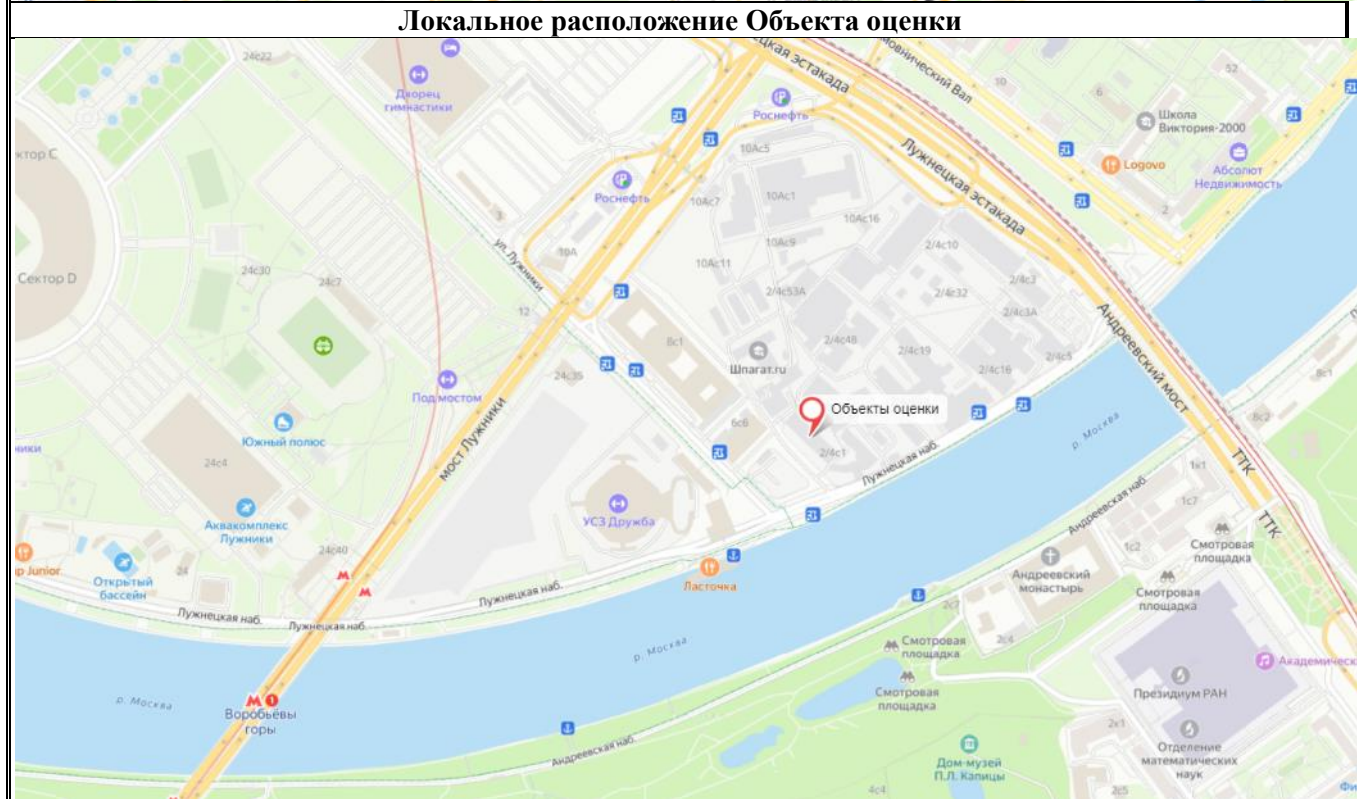 Локальное расположение Объекта оценки
24с22
Дворец
гимнастики
Роснефть
10Ас5
10
6
52
Школа
Виктория-2000
Logovo
Абсолют
Недвижимость
2
Лужнецкая эстакада
Роснефть
10Ас7
10Ас1
10Ас16
10Ас9
10Ас11
3
10А
ул. Лужники
Сектор D
24с30
24с7
12
2/4с10
2/4с3
2/4с32
2/4с53А
2/4с3А
2/4с48
2/4с19
2/4с5
2/4с16
8с1
Шпагат.ru
24с35
Под мостом
мост Лужники
Андреевский мост
8с1
8с2
Объекты оценки
6с6
2/4с1
Лужнецкая наб.
р. Москва
ТТК
ТТК
Южный полюс
24с4
Аквакомплекс
Лужники
УСЗ Дружба
1к1
1с7
1с2
Андреевская наб.
Смотровая
площадка
24с40
Открытый
бассейн
24
Ласточка
Андреевский
монастырь
Смотровая
площадка
Лужнецкая наб.
Лужнецкая наб.
Лужнецкая наб.
2с7
2с4
Смотровая
площадка
р. Москва
р. Москва
1
Воробьёвы
горы
Смотровая
площадка
Президиум РАН
2к1
Отделение
математических
наук
Андреевская наб.
Дом-музей
П.Л. Капицы
4с4
2с5